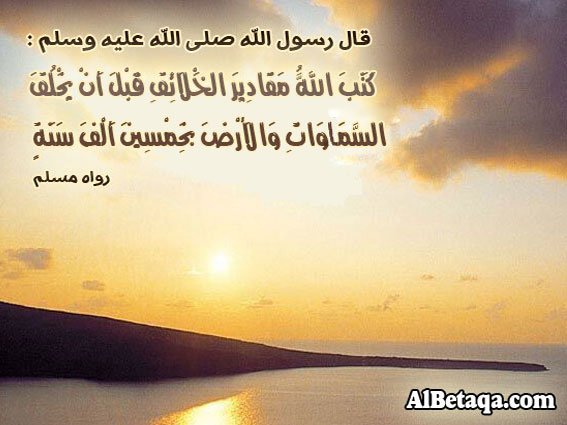 قال رسول الله صلى الله عليه وسلم :
كَتَبَ اللَّهُ مَقَادِيرَ الْخَلَائِقِ قَبْلَ أَنْ يَخْلُقَ
السَّمَاوَاتِ وَالْأَرْضَ بِخَمْسِينَ أَلْفَ سَنَةٍ
رواه مسلم
AlBetaqa.com